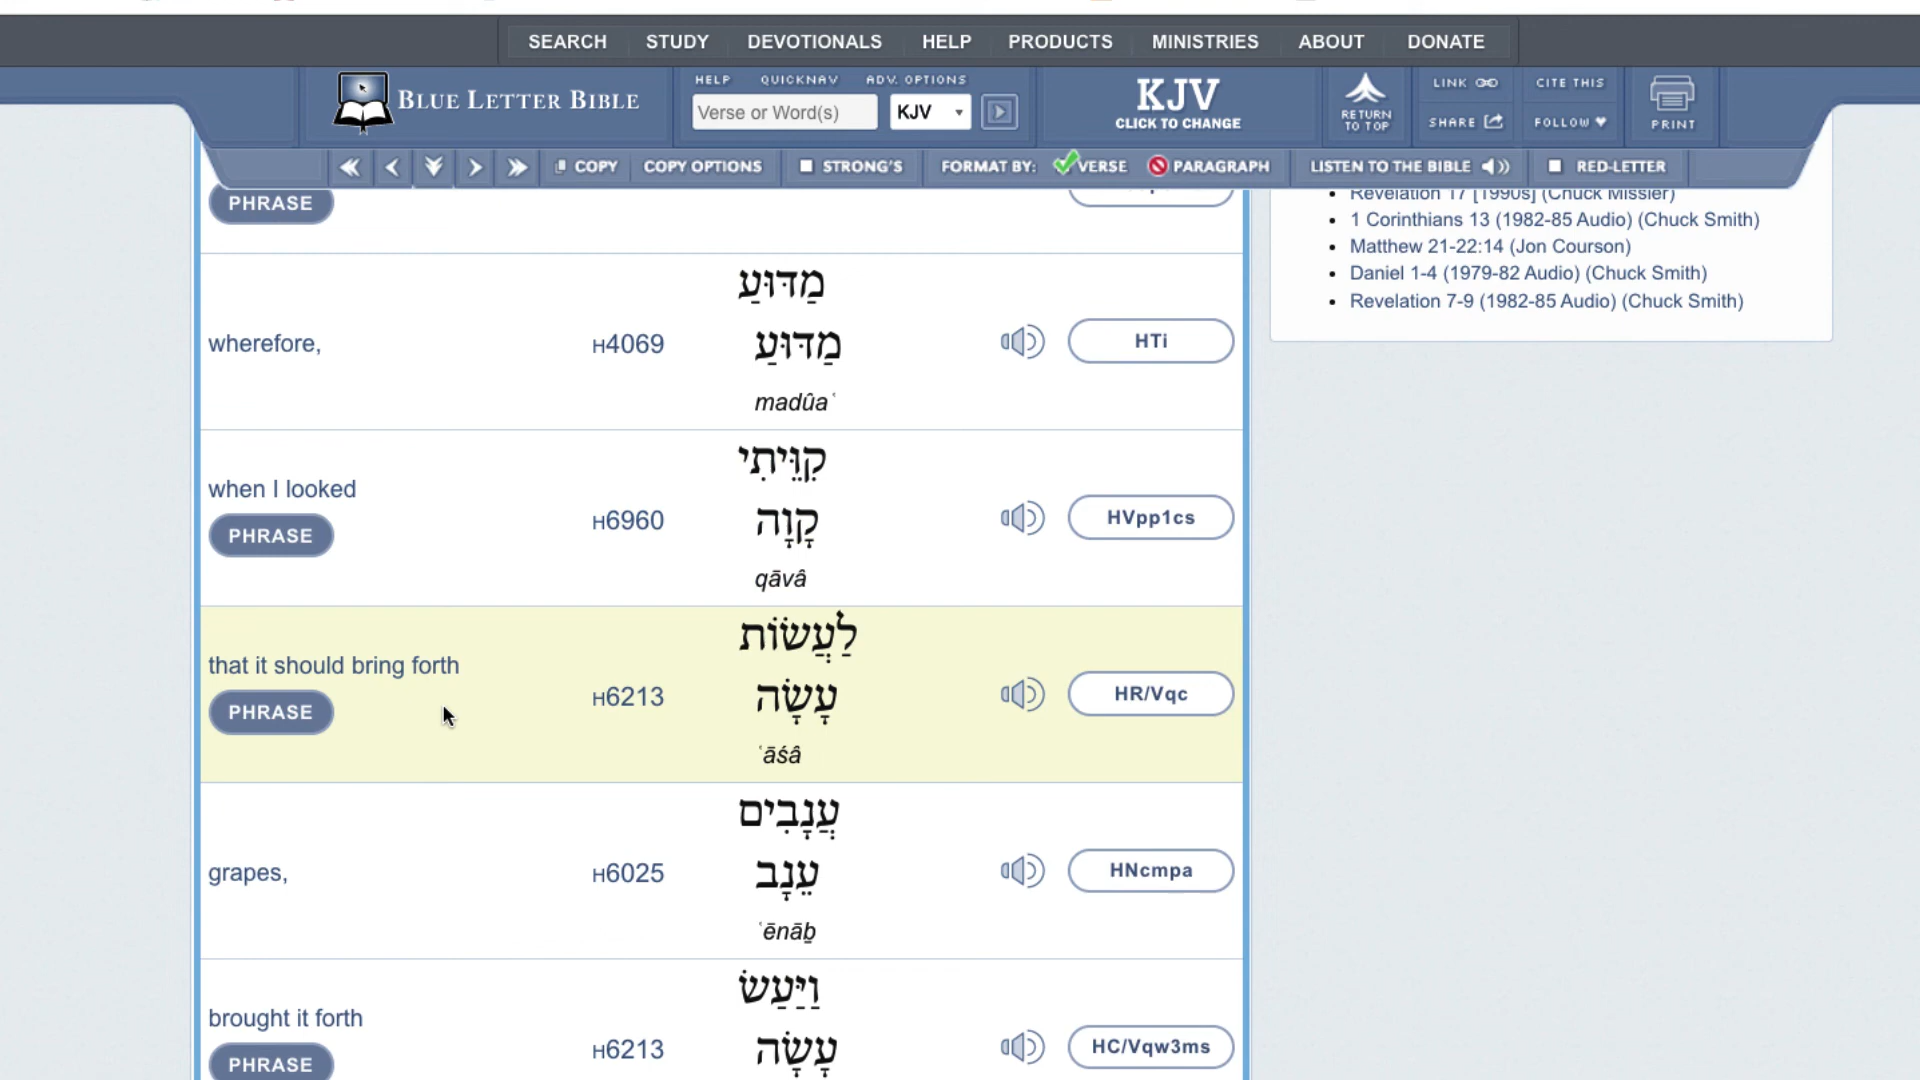 SEARCH STUDY DEVOTIONALS HELP PRODUCTS MINISTRIES ABOUT DONATE
BLUE LETTER BIBLE
HELP QUICKNAV ADV. OPTIONS
Verse or Word(s) KJV
KJV
CLICK TO CHANGE
RETURN
TO TOP
LINK
SHARE
CITE THIS
FOLLOW
PRINT
COPY COPY OPTIONS STRONG'S FORMAT BY: VERSE PARAGRAPH LISTEN TO THE BIBLE RED-LETTER
PHRASE
wherefore,
H4069
מַדּוּעַ
מַדּוּעַ
madûaʿ
HTi
when I looked
PHRASE
H6960
קִוֵּיתִי
קָוָה
qāvâ
HVpp1cs
that it should bring forth
PHRASE
H6213
לַעֲשׂוֹת
עָשָׂה
ʿāśâ
HR/Vqc
grapes,
H6025
עֲנָבִים
עֵנָב
ʿēnāḇ
HNcmpa
brought it forth
PHRASE
H6213
וַיַּעַשׂ
עָשָׂה
HC/Vqw3ms
Revelation 17 [1990s] (Chuck Missler)
1 Corinthians 13 (1982-85 Audio) (Chuck Smith)
Matthew 21-22:14 (Jon Courson)
Daniel 1-4 (1979-82 Audio) (Chuck Smith)
Revelation 7-9 (1982-85 Audio) (Chuck Smith)